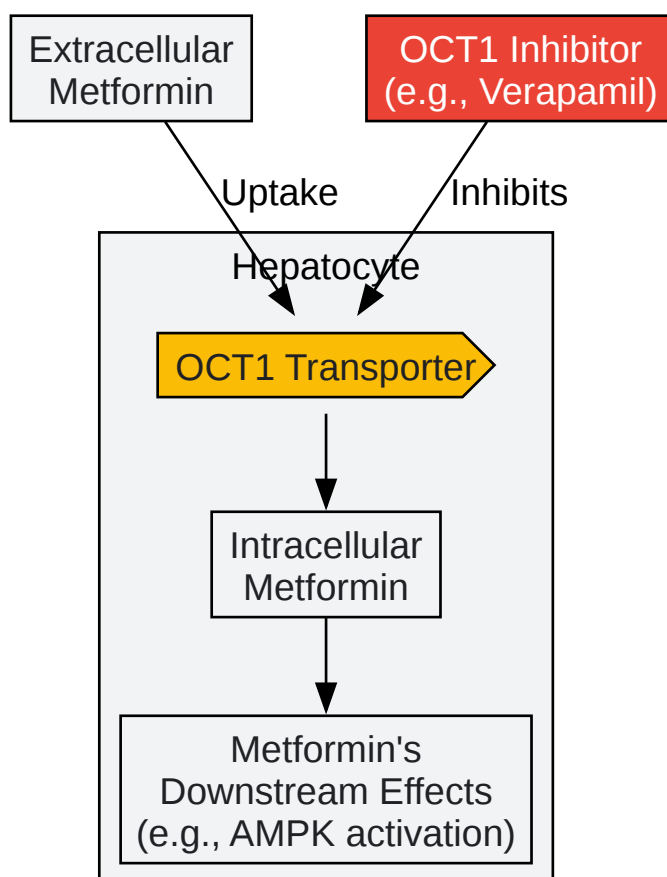 Extracellular
Metformin
OCT1 Inhibitor
(e.g., Verapamil)
Uptake
Inhibits
Hepatocyte
OCT1 Transporter
Intracellular
Metformin
Metformin's
Downstream Effects
(e.g., AMPK activation)